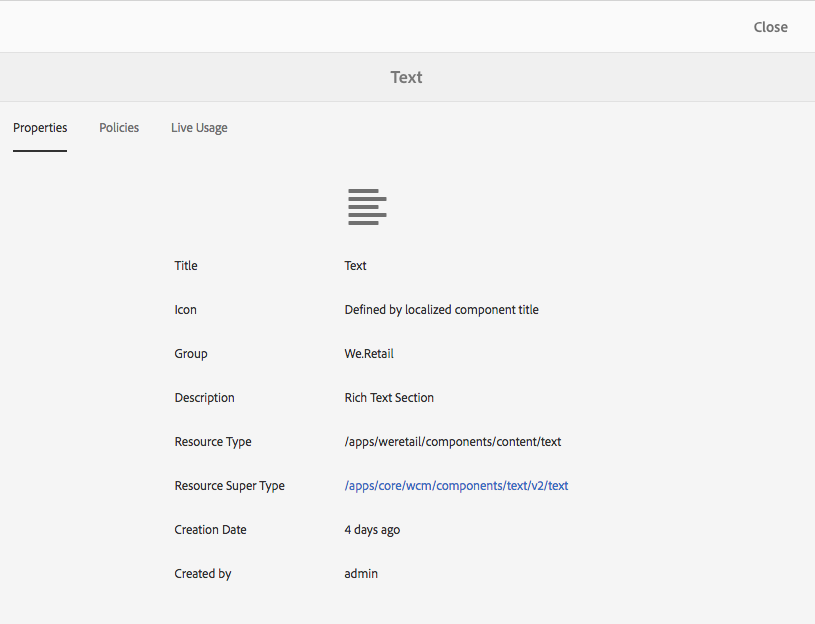 Close
Text
Properties Policies Live Usage
Title Text
Icon Defined by localized component title
Group We.Retail
Description Rich Text Section
Resource Type /apps/weretail/components/content/text
Resource Super Type /apps/core/wcm/components/text/v2/text
Creation Date 4 days ago
Created by admin